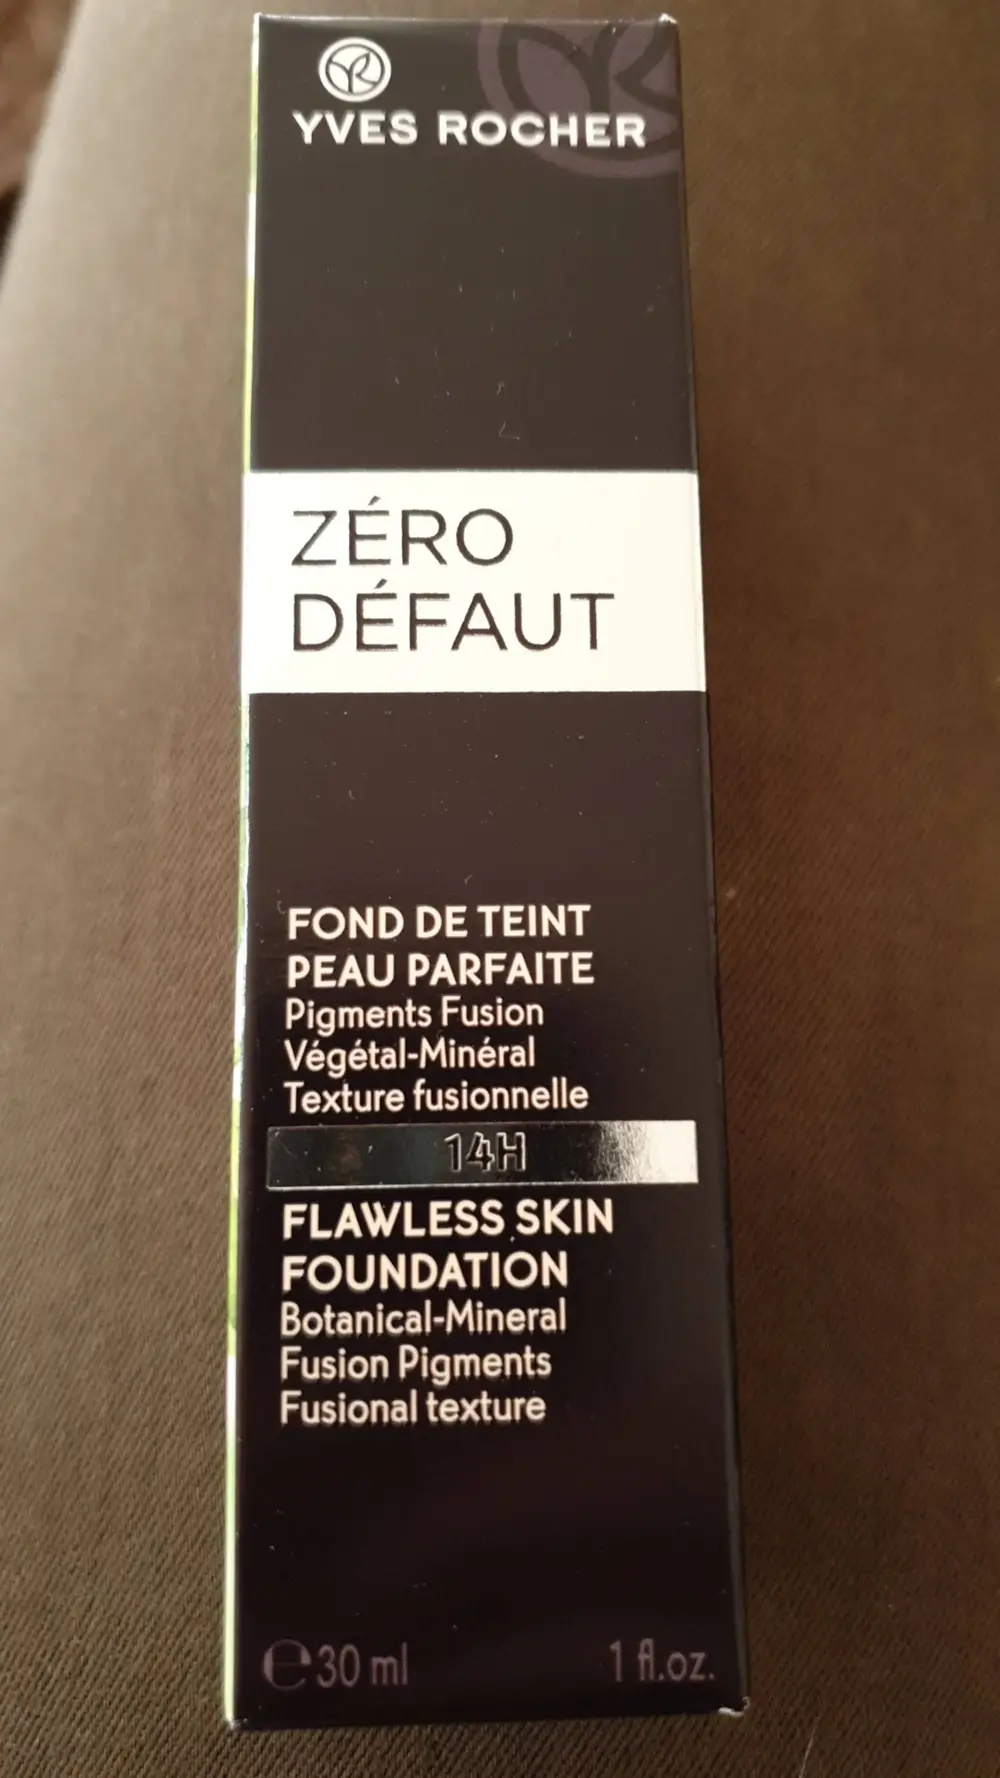 YVES ROCHER
ZÉRO
DÉFAUT
FOND DE TEINT
PEAU PARFAITE
Pigments Fusion
Végétal-Minéral
Texture fusionnelle
14H
FLAWLESS SKIN
FOUNDATION
Botanical-Mineral
Fusion Pigments
Fusional texture
℮30 ml 1 fl.oz.